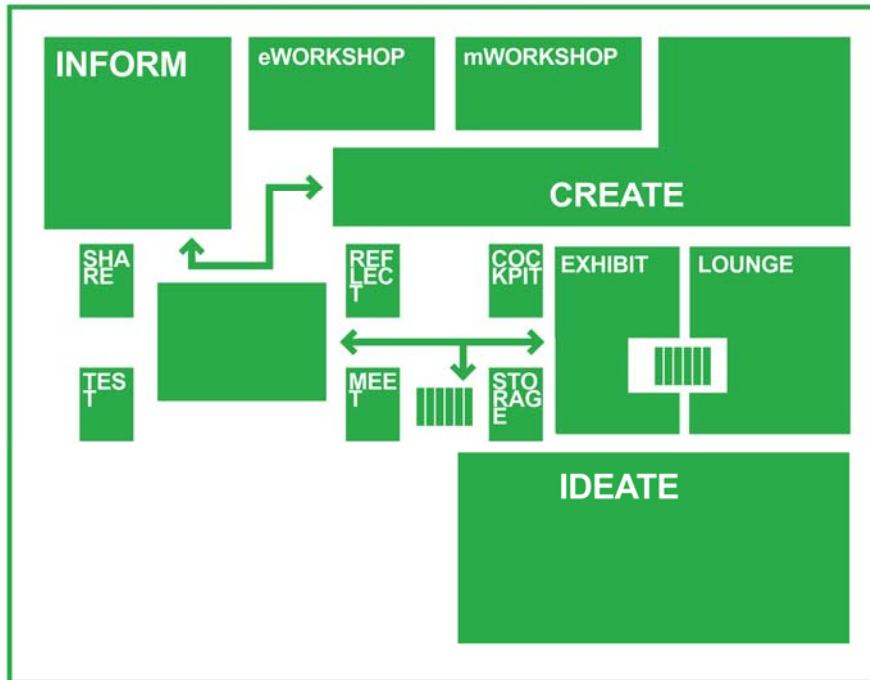 INFORM
eWORKSHOP
mWORKSHOP
CREATE
SHA
RE
REF
LEC
T
COC
KPIT
EXHIBIT
LOUNGE
TES
T
MEE
T
STO
RAG
E
IDEATE